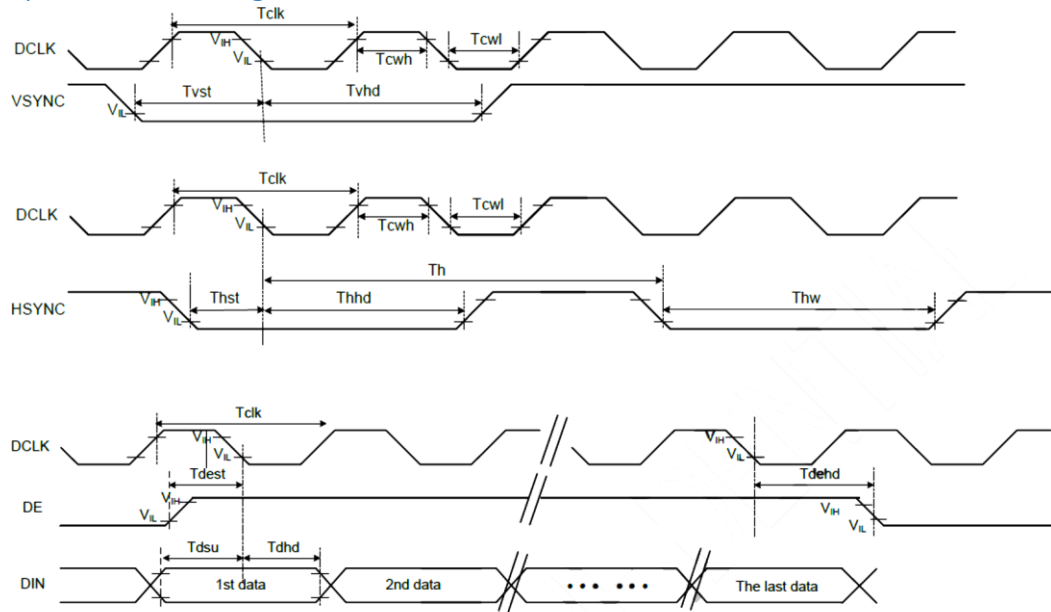 Tclk
DCLK VIH VIL Tcwh Tcwl
VSYNC VIL Tvst Tvhd
Tclk
DCLK VIH VIL Tcwh Tcwl
Th
HSYNC VIH VIL Thst Thhd Thw
Tclk
DCLK VIH VIL VIH VIL
Tdest Tdehd
DE VIH VIL VIH VIL
Tdsu Tdhd
DIN 1st data 2nd data ••• ••• The last data